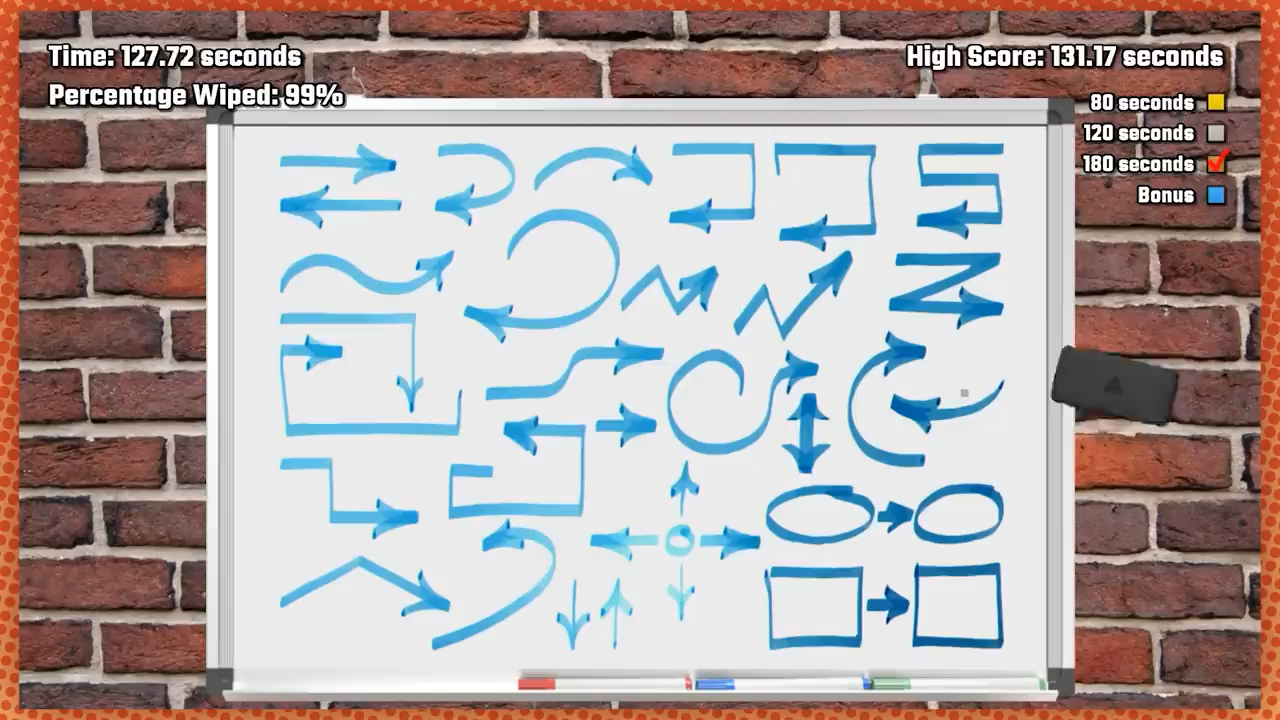 Time: 127.72 seconds
Percentage Wiped: 99%
High Score: 131.17 seconds
80 seconds
120 seconds
180 seconds
Bonus